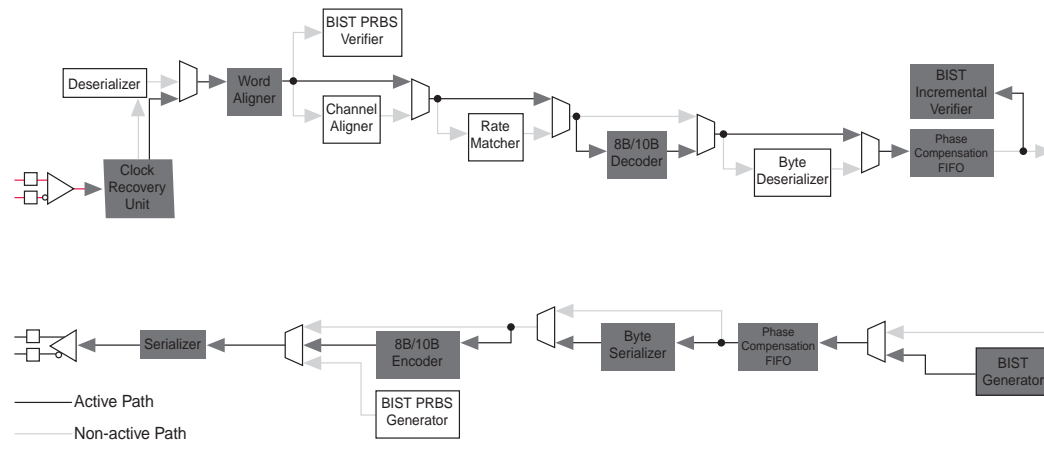 BIST PRBS
Verifier
Deserializer
Word
Aligner
Channel
Aligner
Rate
Matcher
8B/10B
Decoder
Byte
Deserializer
BIST
Incremental
Verifier
Phase
Compensation
FIFO
Clock
Recovery
Unit
Serializer
8B/10B
Encoder
BIST PRBS
Generator
Byte
Serializer
Phase
Compensation
FIFO
BIST
Generator
Active Path
Non-active Path